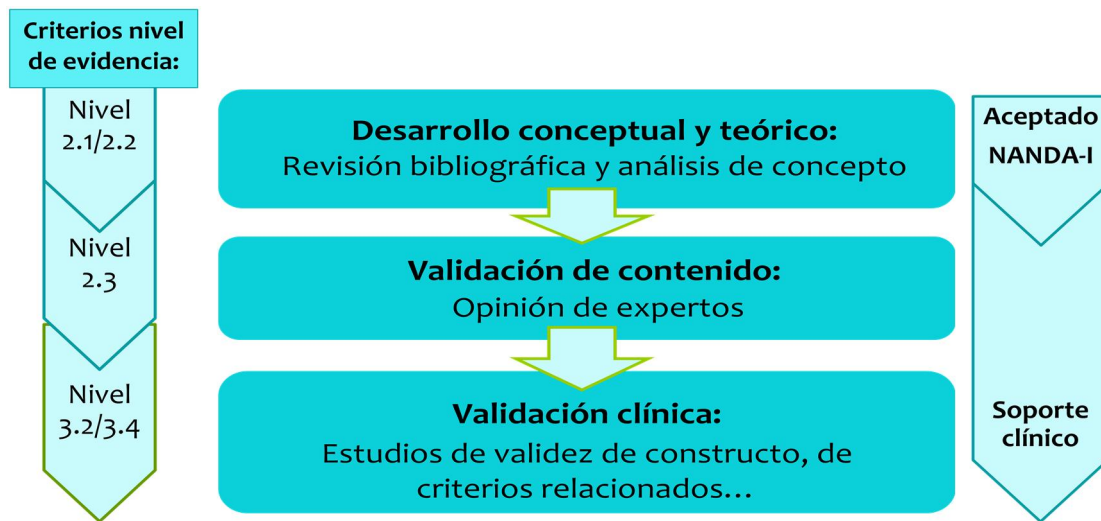 Criterios nivel
de evidencia:
Nivel
2.1/2.2
Desarrollo conceptual y teórico:
Revisión bibliográfica y análisis de concepto
Aceptado
NANDA-I
Nivel
2.3
Validación de contenido:
Opinión de expertos
Nivel
3.2/3.4
Validación clínica:
Estudios de validez de constructo, de
criterios relacionados...
Soporte
clínico